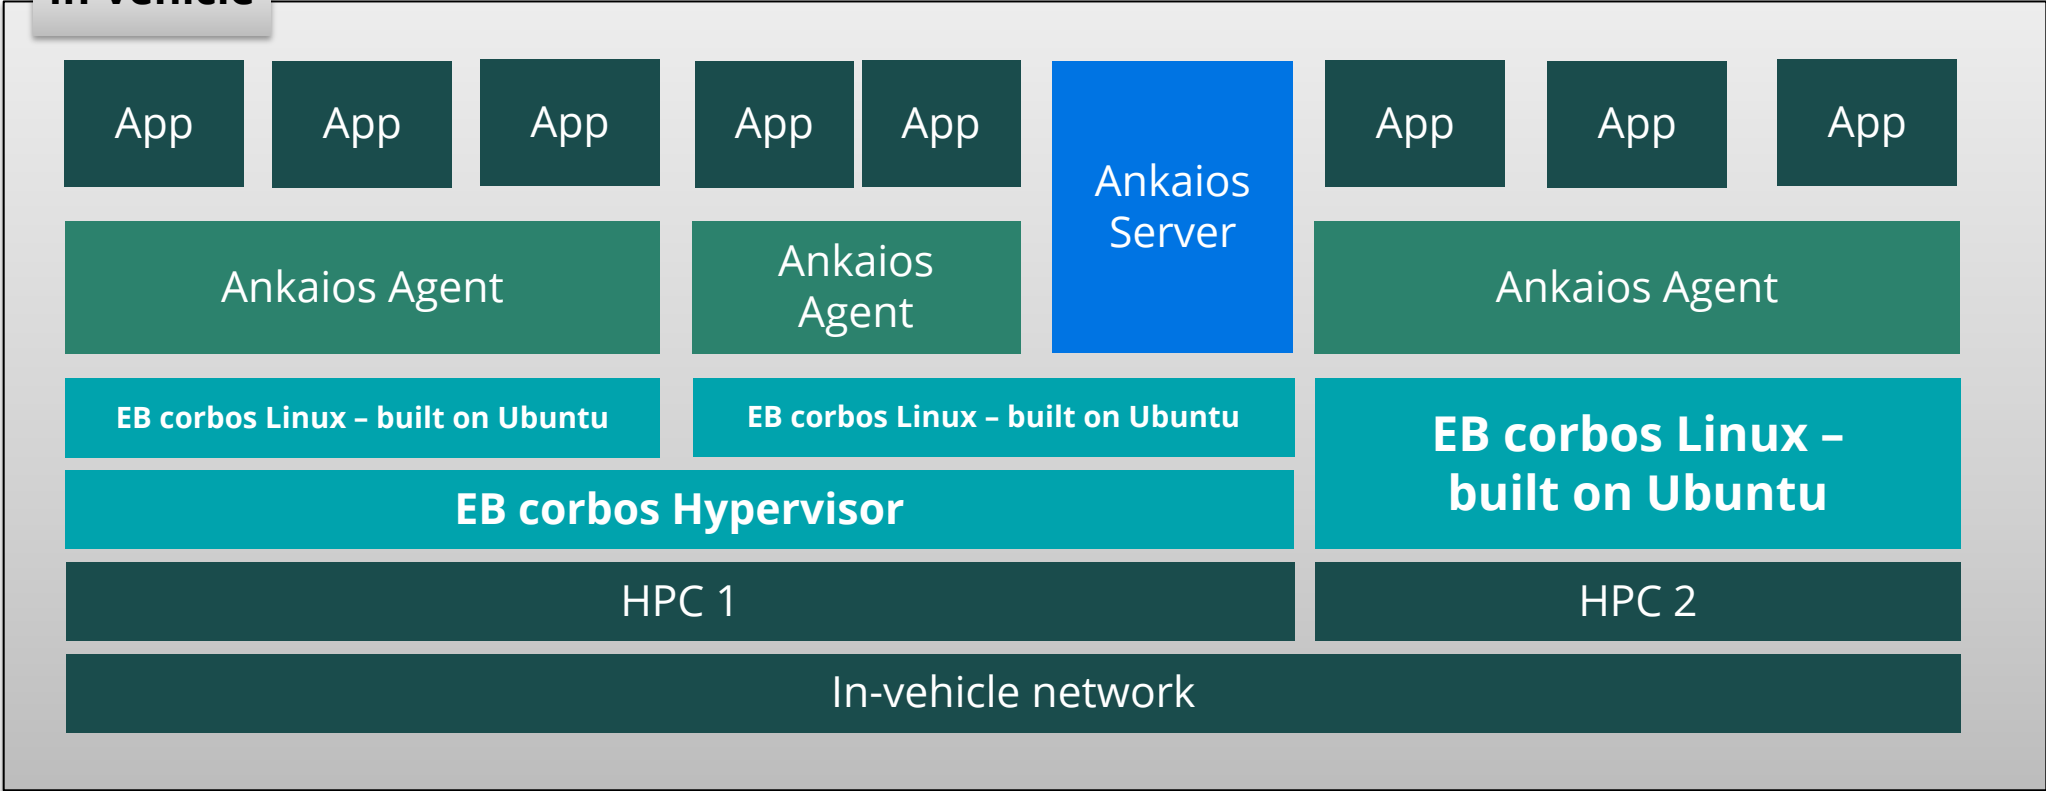 in-vehicle
App
App
App
App
App
Ankaios
Server
App
App
App
Ankaios Agent
Ankaios
Agent
Ankaios Agent
EB corbos Linux – built on Ubuntu
EB corbos Linux – built on Ubuntu
EB corbos Linux –
built on Ubuntu
EB corbos Hypervisor
HPC 1
HPC 2
In-vehicle network